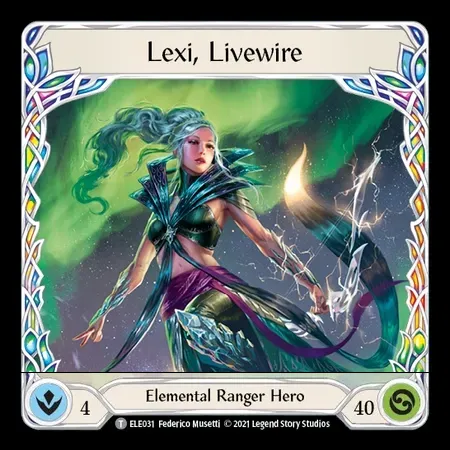 Lexi, Livewire
4
Elemental Ranger Hero
40
T ELE031 Federico Musetti © 2021 Legend Story Studios